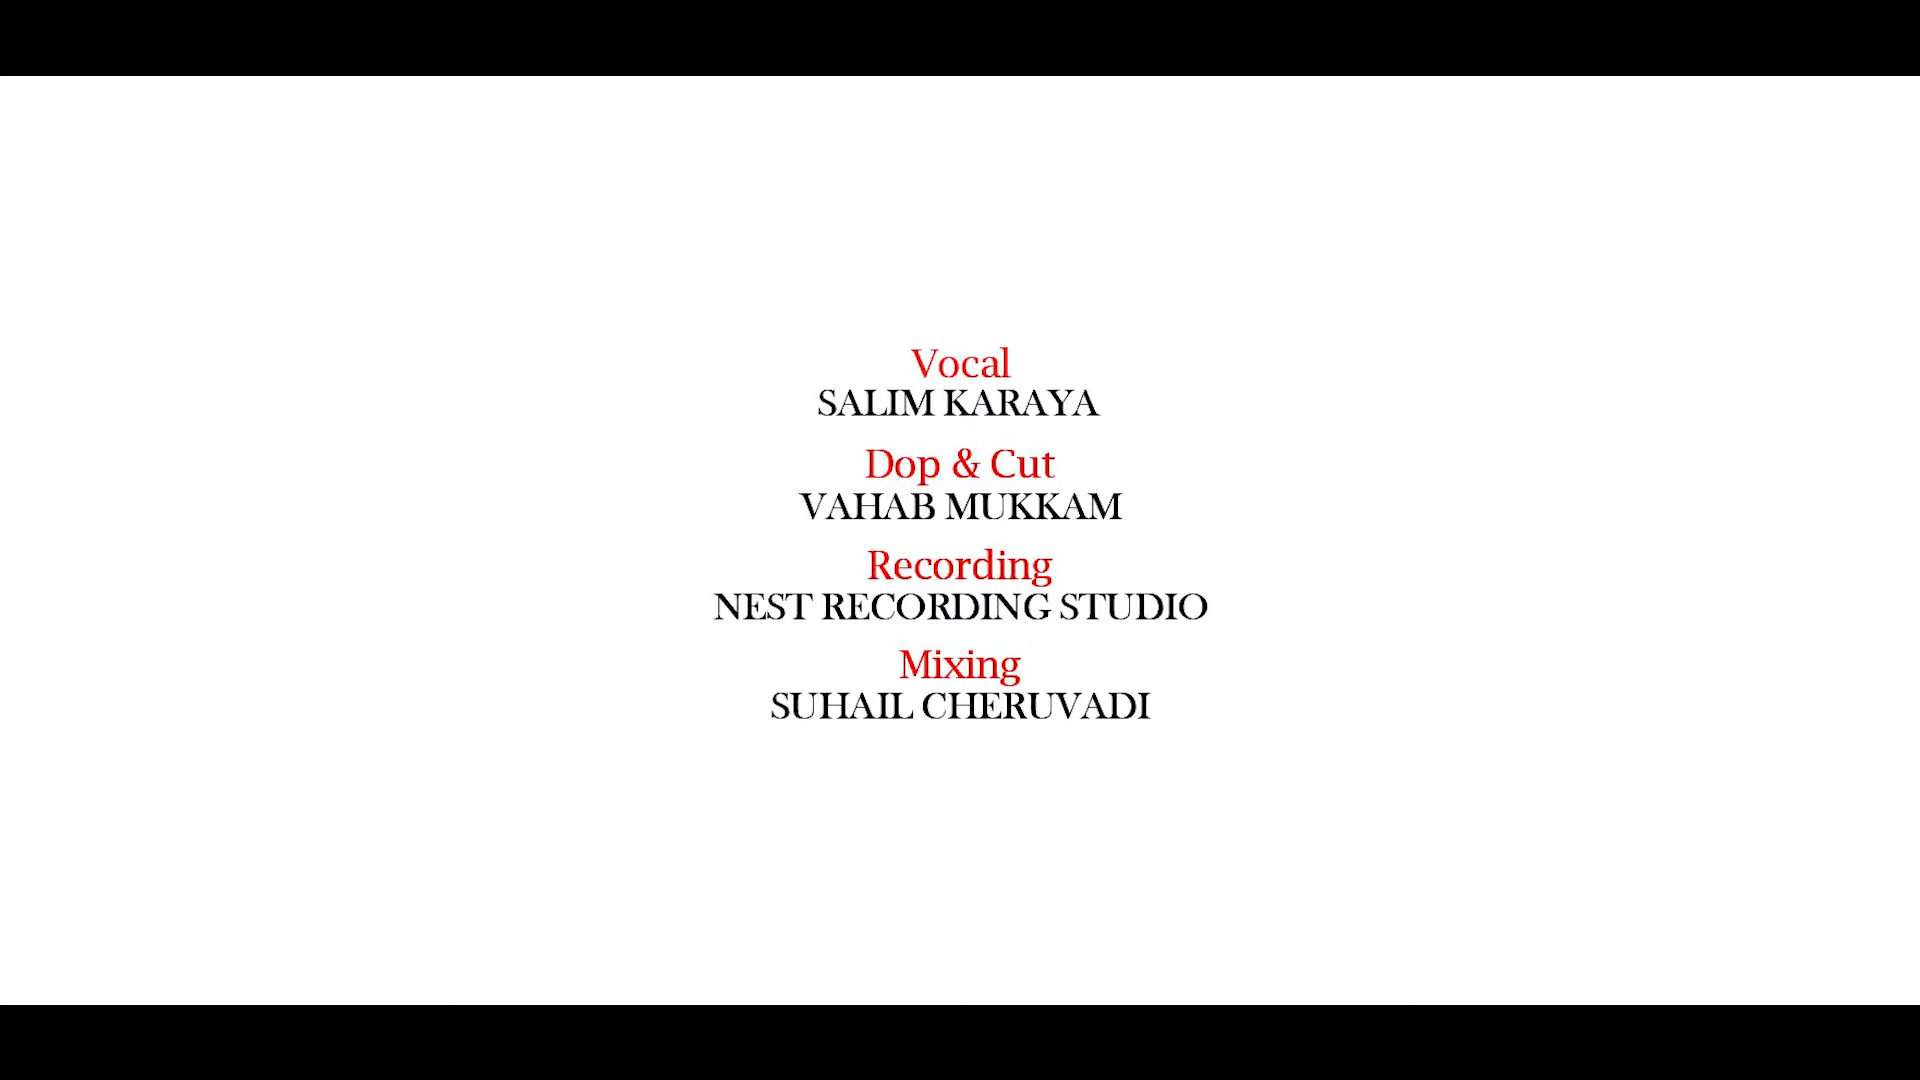 Vocal
SALIM KARAYA
Dop & Cut
VAHAB MUKKAM
Recording
NEST RECORDING STUDIO
Mixing
SUHAIL CHERUVADI